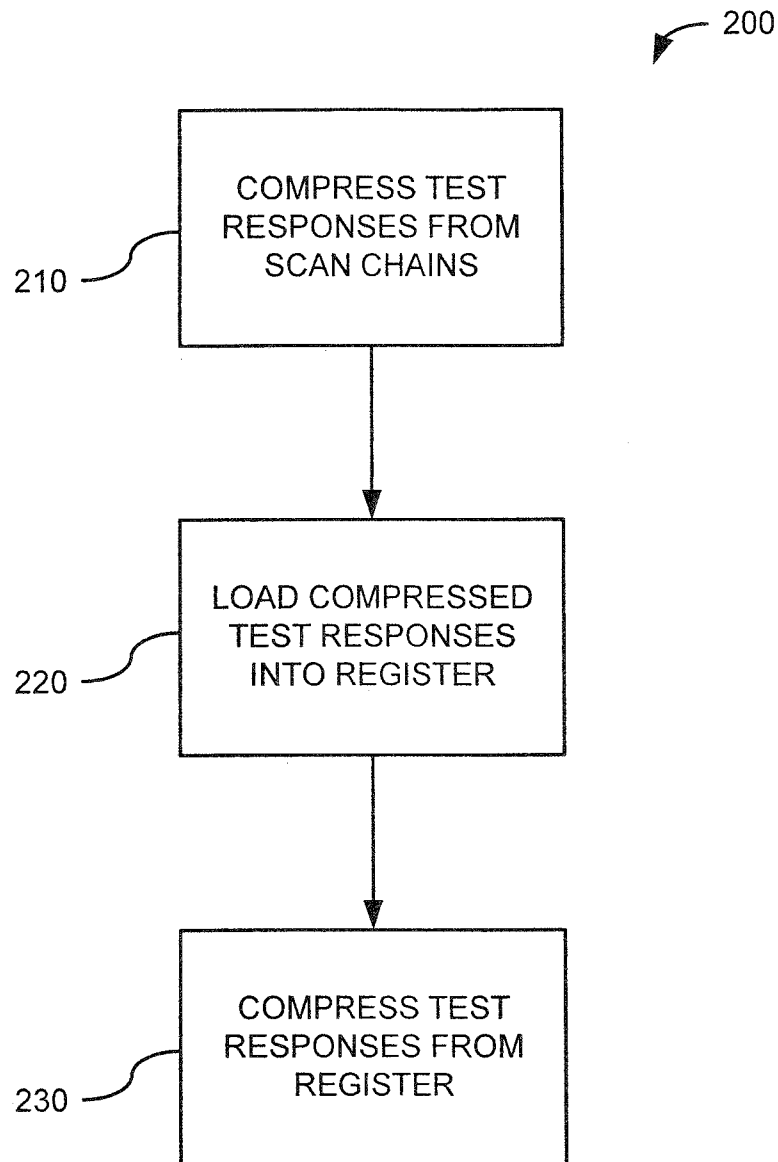 200
COMPRESS TEST
RESPONSES FROM
SCAN CHAINS
210
LOAD COMPRESSED
TEST RESPONSES
INTO REGISTER
220
COMPRESS TEST
RESPONSES FROM
REGISTER
230